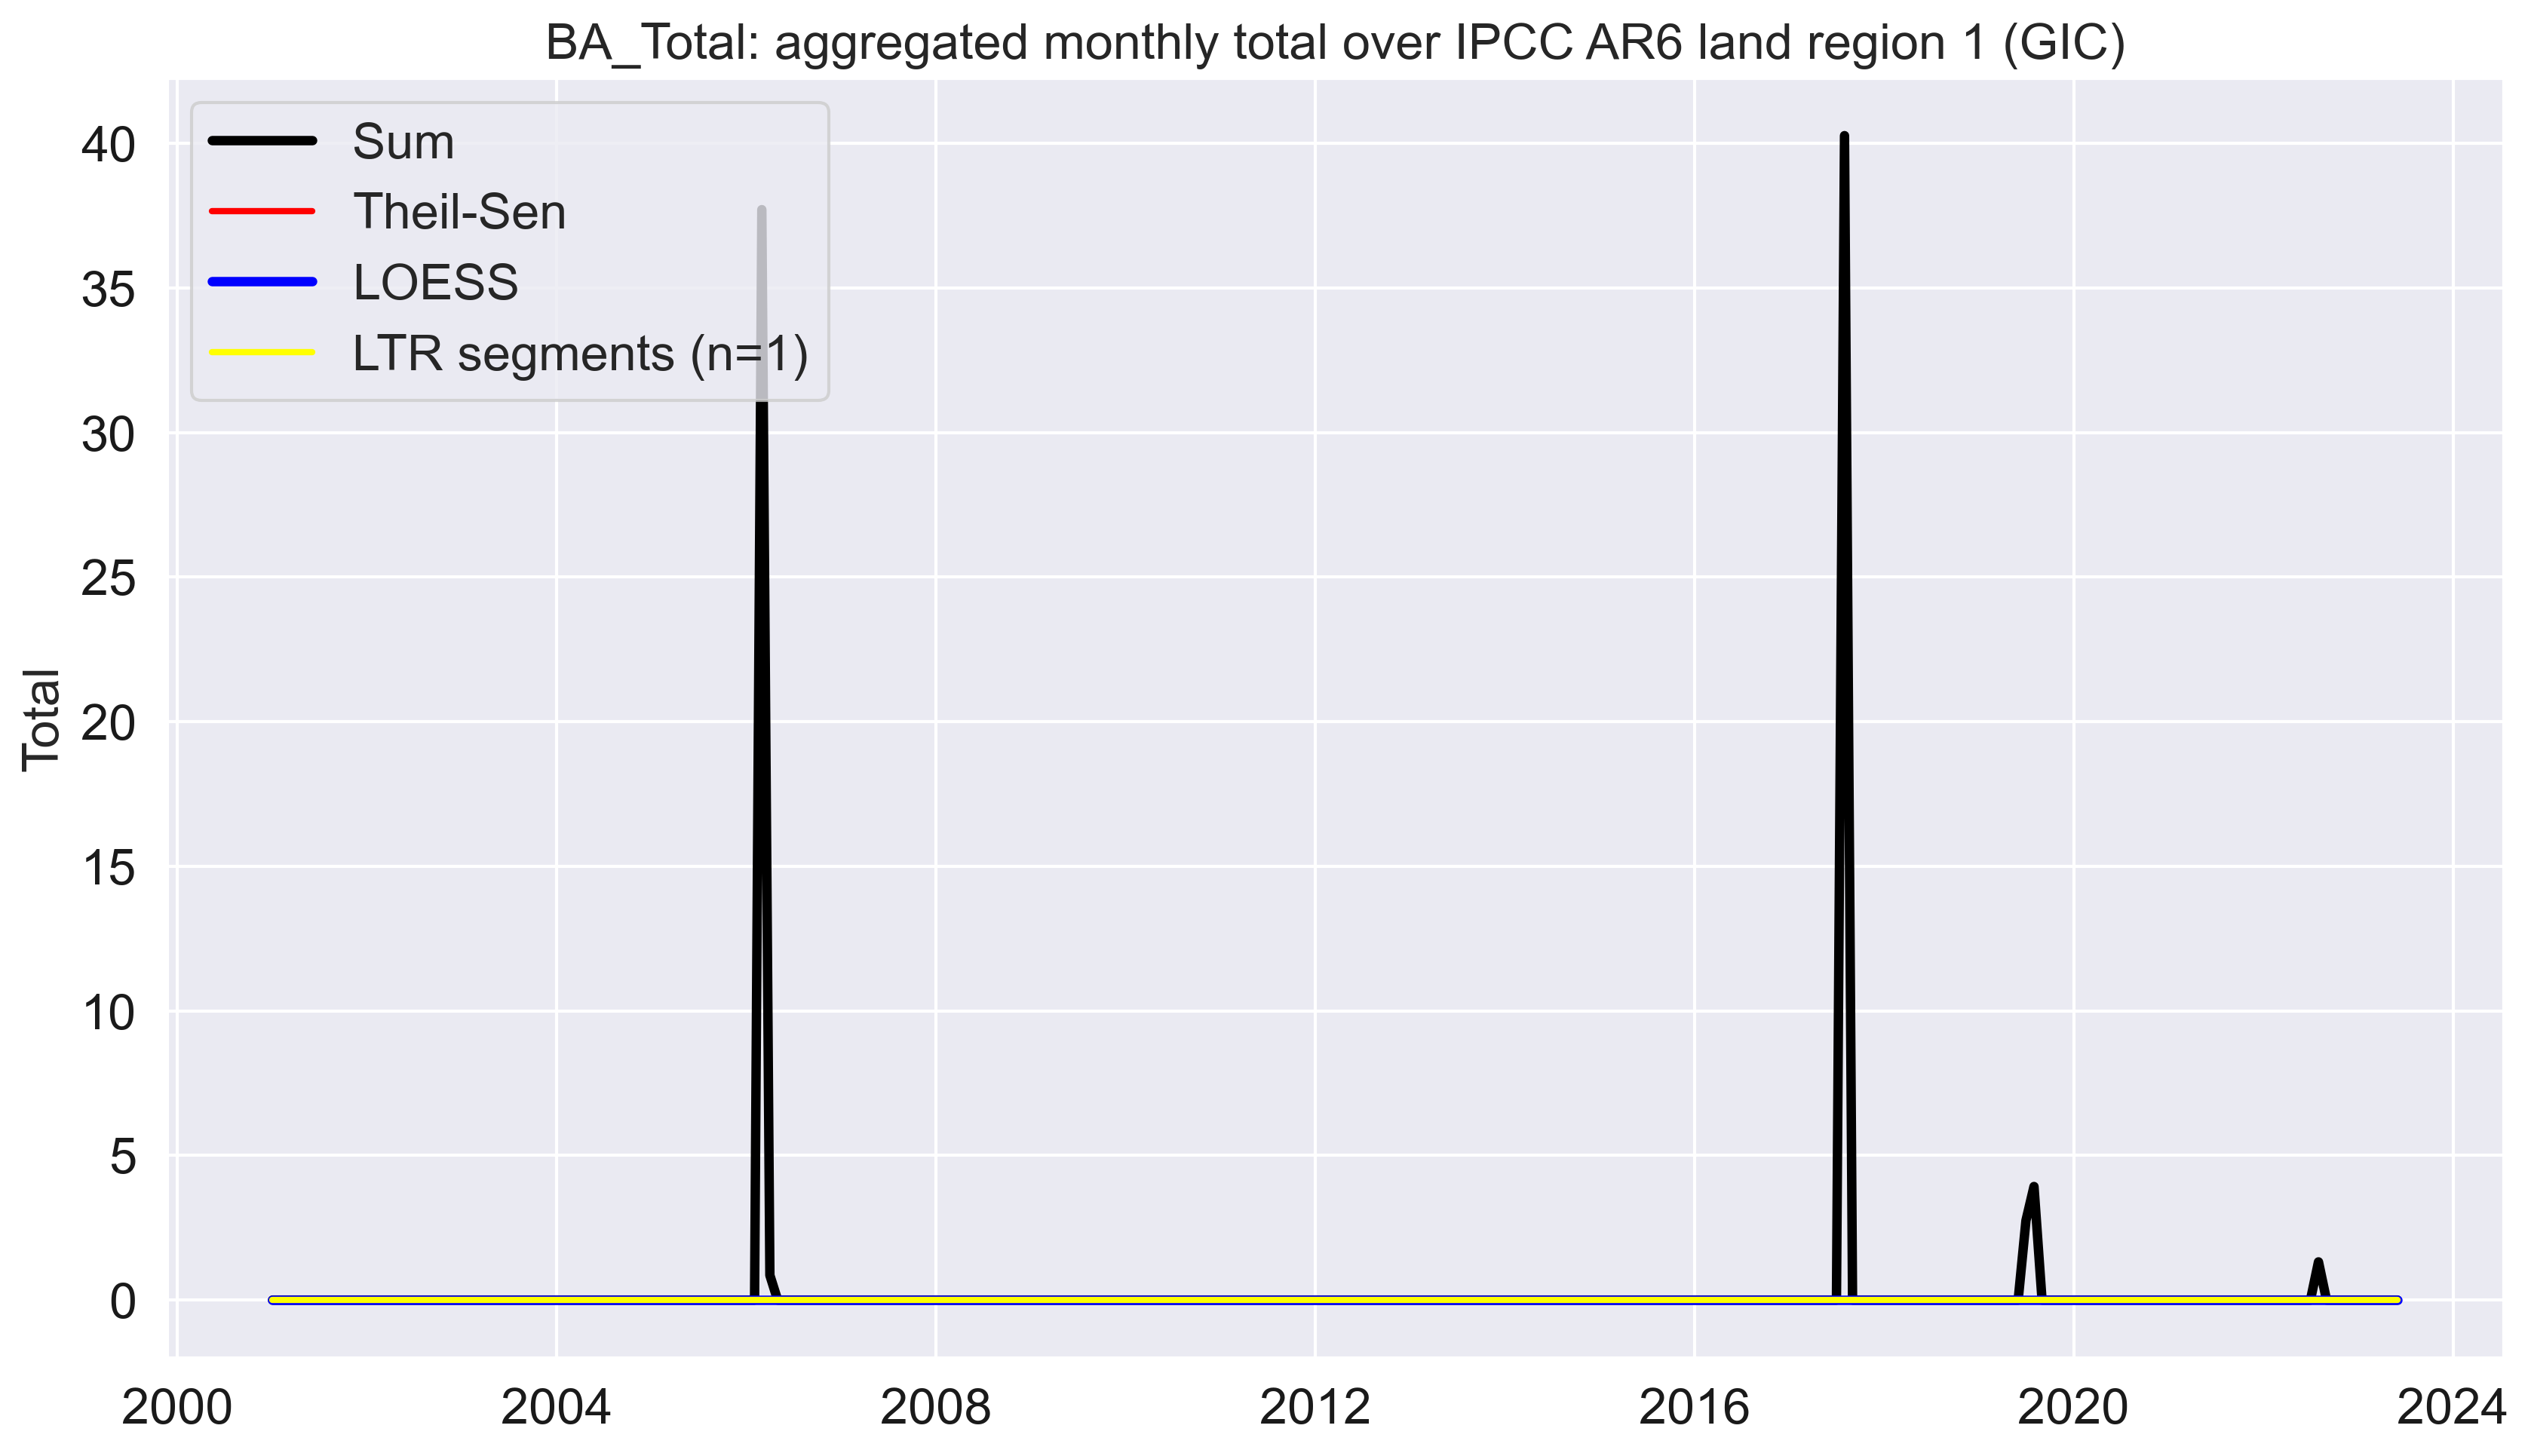 BA_Total: aggregated monthly total over IPCC AR6 land region 1 (GIC)
Sum
Theil-Sen
LOESS
LTR segments (n=1)
Total
40
35
30
25
20
15
10
5
0
2000 2004 2008 2012 2016 2020 2024